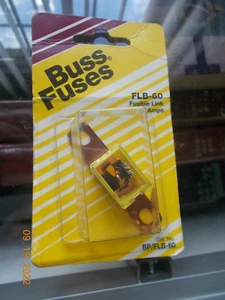 Buss
Fuses
FLB-60
Fusible Link
Amps
Cat. No.
BP/FLB-60